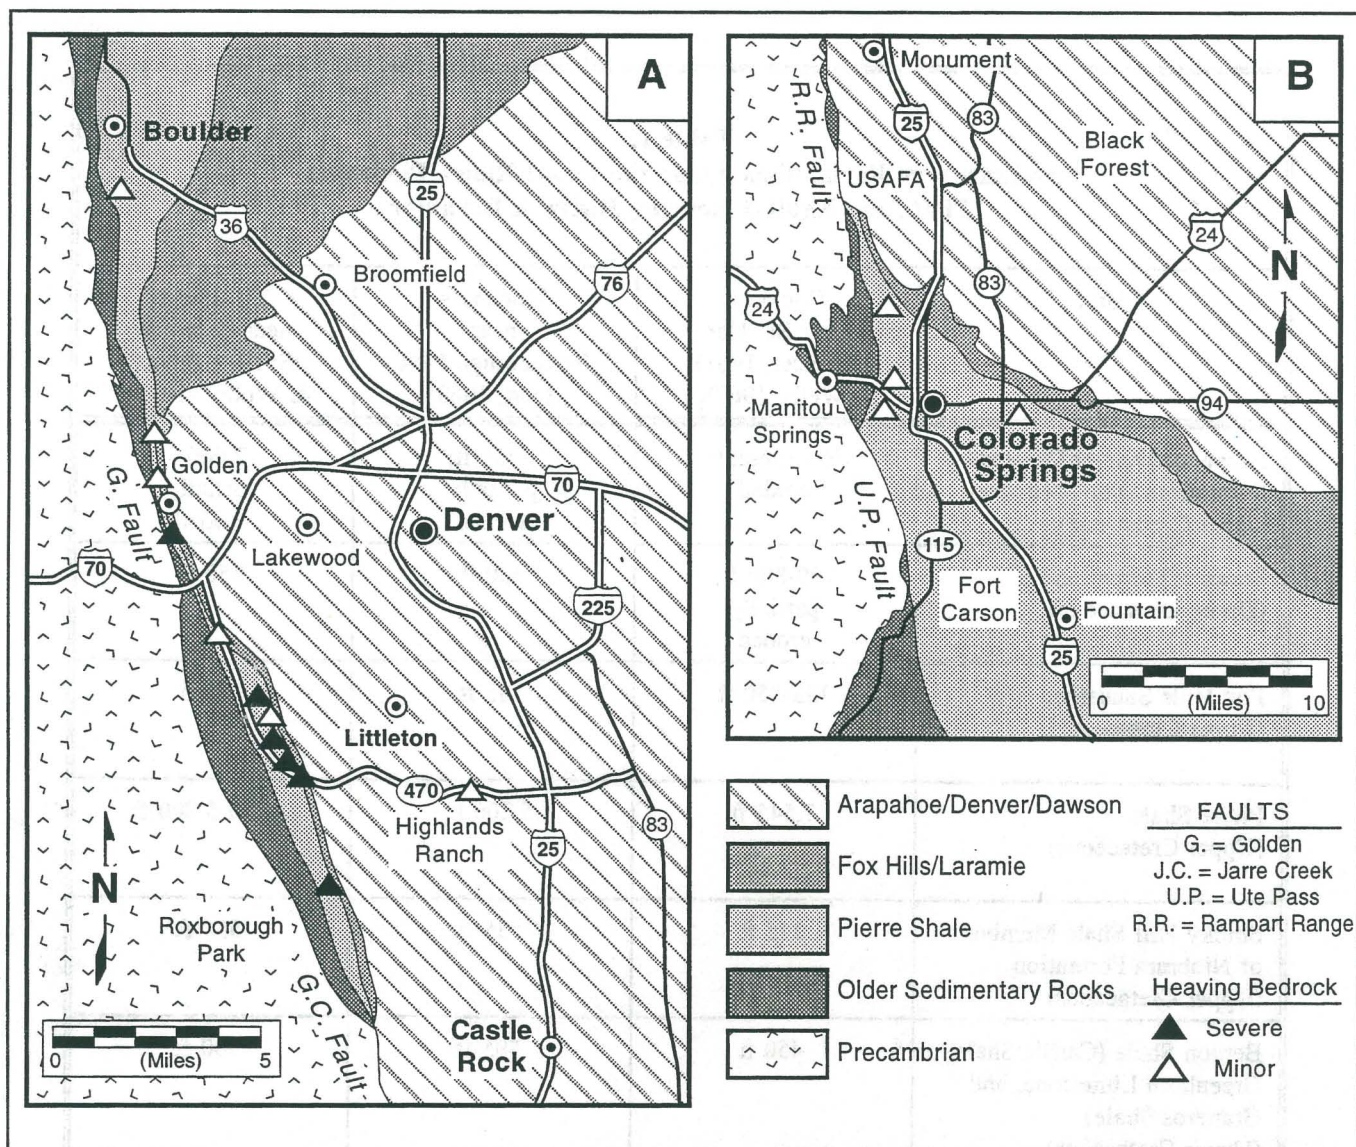 A
Boulder
36
25
Broomfield
76
Golden
G. Fault
70
Lakewood
Denver
70
225
Littleton
470
Highlands
Ranch
83
25
Roxborough
Park
N
G.C. Fault
Castle
Rock
0 (Miles) 5
B
Monument
R.R. Fault
25
83
Black
Forest
USAFA
24
N
83
24
Manitou
Springs
94
Colorado
Springs
U.P. Fault
115
Fort
Carson
Fountain
25
0 (Miles) 10
Arapahoe/Denver/Dawson
Fox Hills/Laramie
Pierre Shale
Older Sedimentary Rocks
Precambrian
FAULTS
G. = Golden
J.C. = Jarre Creek
U.P. = Ute Pass
R.R. = Rampart Range
Heaving Bedrock
Severe
Minor